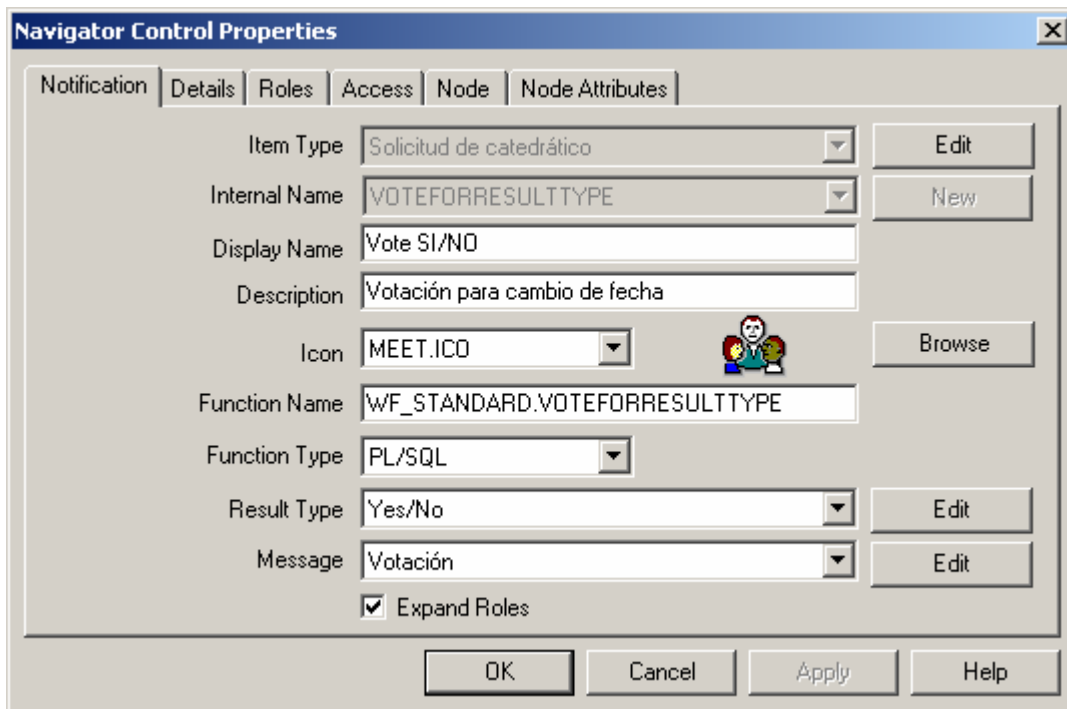 Navigator Control Properties
Notification Details Roles Access Node Node Attributes
Item Type Solicitud de catedrático Edit
Internal Name VOTEFORRESULTTYPE New
Display Name Vote SI/NO
Description Votación para cambio de fecha
Icon MEET.ICO Browse
Function Name WF_STANDARD.VOTEFORRESULTTYPE
Function Type PL/SQL
Result Type Yes/No Edit
Message Votación Edit
Expand Roles
OK Cancel Apply Help